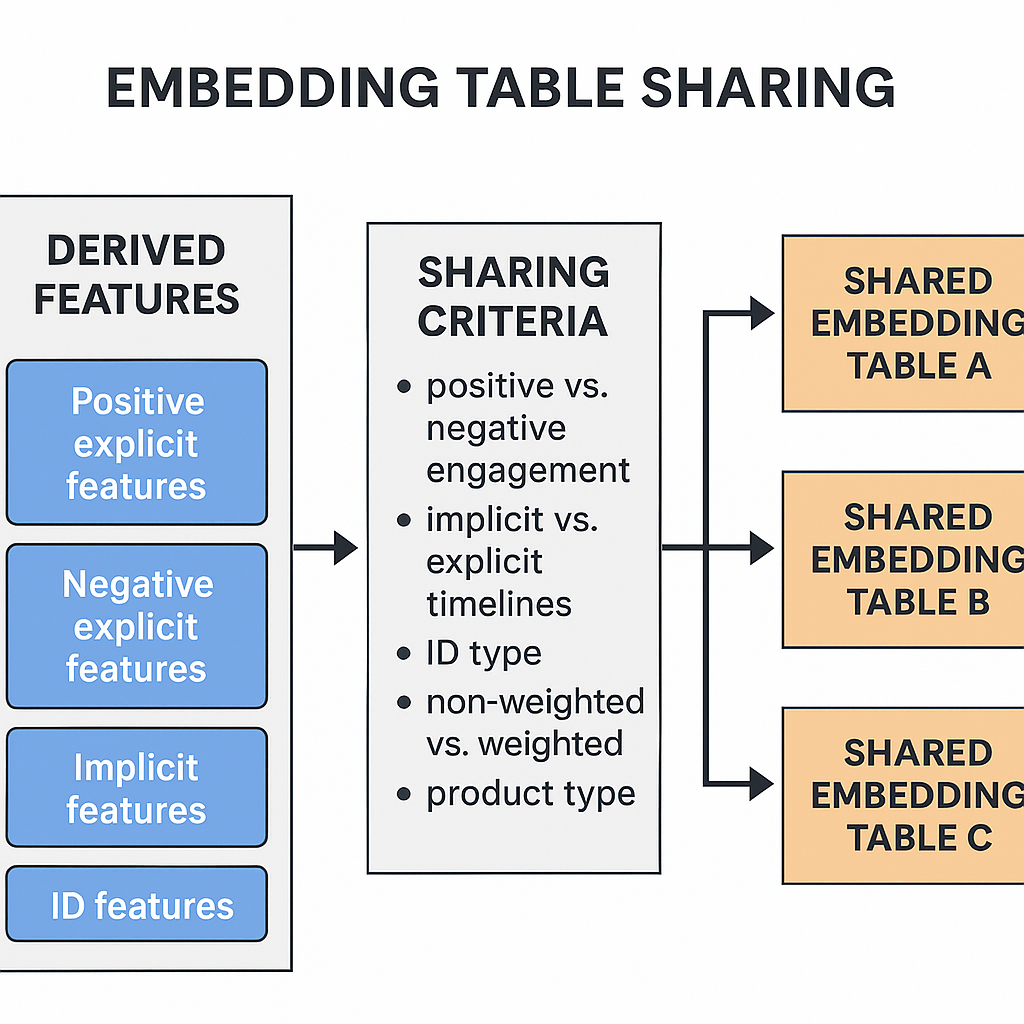 EMBEDDING TABLE SHARING
DERIVED
FEATURES
Positive
explicit
features
Negative
explicit
features
Implicit
features
ID features
SHARING
CRITERIA
• positive vs.
negative
engagement
• implicit vs.
explicit
timelines
• ID type
• non-weighted
vs. weighted
• product type
SHARED
EMBEDDING
TABLE A
SHARED
EMBEDDING
TABLE B
SHARED
EMBEDDING
TABLE C